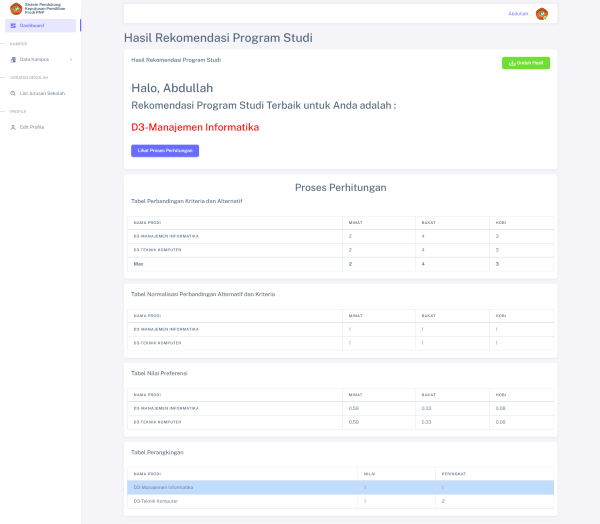 Sistem Pendukung
Keputusan Pemilihan
Prodi PNP
Dashboard
KAMPUS
Data Kampus
JURUSAN SEKOLAH
List Jurusan Sekolah
PROFILE
Edit Profile
Abdullah
Hasil Rekomendasi Program Studi
Hasil Rekomendasi Program Studi
Unduh Hasil
Halo, Abdullah
Rekomendasi Program Studi Terbaik untuk Anda adalah :
D3-Manajemen Informatika
Lihat Proses Perhitungan
Proses Perhitungan
Tabel Perbandingan Kriteria dan Alternatif
NAMA PRODI MINAT BAKAT HOBI
D3-MANAJEMEN INFORMATIKA 2 4 3
D3-TEKNIK KOMPUTER 2 4 3
Max 2 4 3
Tabel Normalisasi Perbandingan Alternatif dan Kriteria
NAMA PRODI MINAT BAKAT HOBI
D3-MANAJEMEN INFORMATIKA 1 1 1
D3-TEKNIK KOMPUTER 1 1 1
Tabel Nilai Preferensi
NAMA PRODI MINAT BAKAT HOBI
D3-MANAJEMEN INFORMATIKA 0.59 0.33 0.08
D3-TEKNIK KOMPUTER 0.59 0.33 0.08
Tabel Perangkingan
NAMA PRODI NILAI PERINGKAT
D3-Manajemen Informatika 1 1
D3-Teknik Komputer 1 2